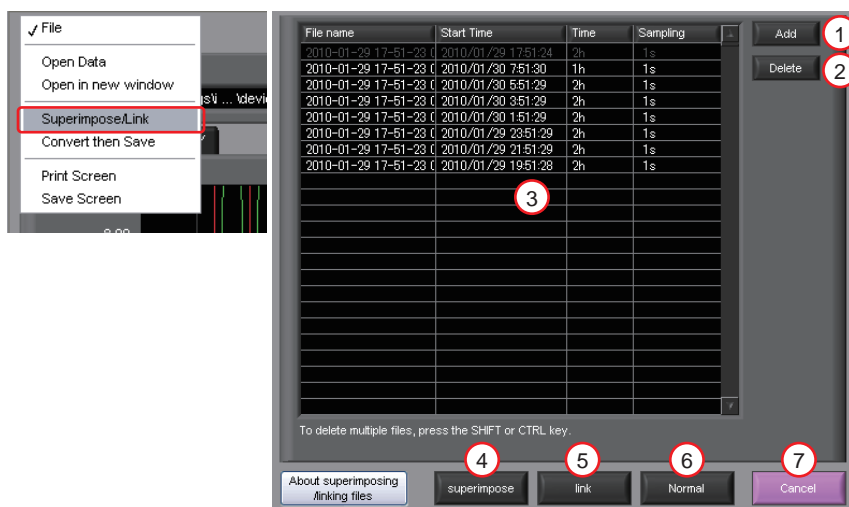 ✓ File
Open Data
Open in new window
Superimpose/Link
Convert then Save
Print Screen
Save Screen
gs\i ... \devi
0.00
File name Start Time Time Sampling
2010-01-29 17-51-23 2010/01/29 17:51:24 2h 1s
2010-01-29 17-51-23 2010/01/30 7:51:30 1h 1s
2010-01-29 17-51-23 2010/01/30 5:51:29 2h 1s
2010-01-29 17-51-23 2010/01/30 3:51:29 2h 1s
2010-01-29 17-51-23 2010/01/30 1:51:29 2h 1s
2010-01-29 17-51-23 2010/01/29 23:51:29 2h 1s
2010-01-29 17-51-23 2010/01/29 21:51:29 2h 1s
2010-01-29 17-51-23 2010/01/29 19:51:28 2h 1s
Add 1
Delete 2
3
To delete multiple files, press the SHIFT or CTRL key.
4 5 6 7
About superimposing
/linking files
superimpose link Normal Cancel